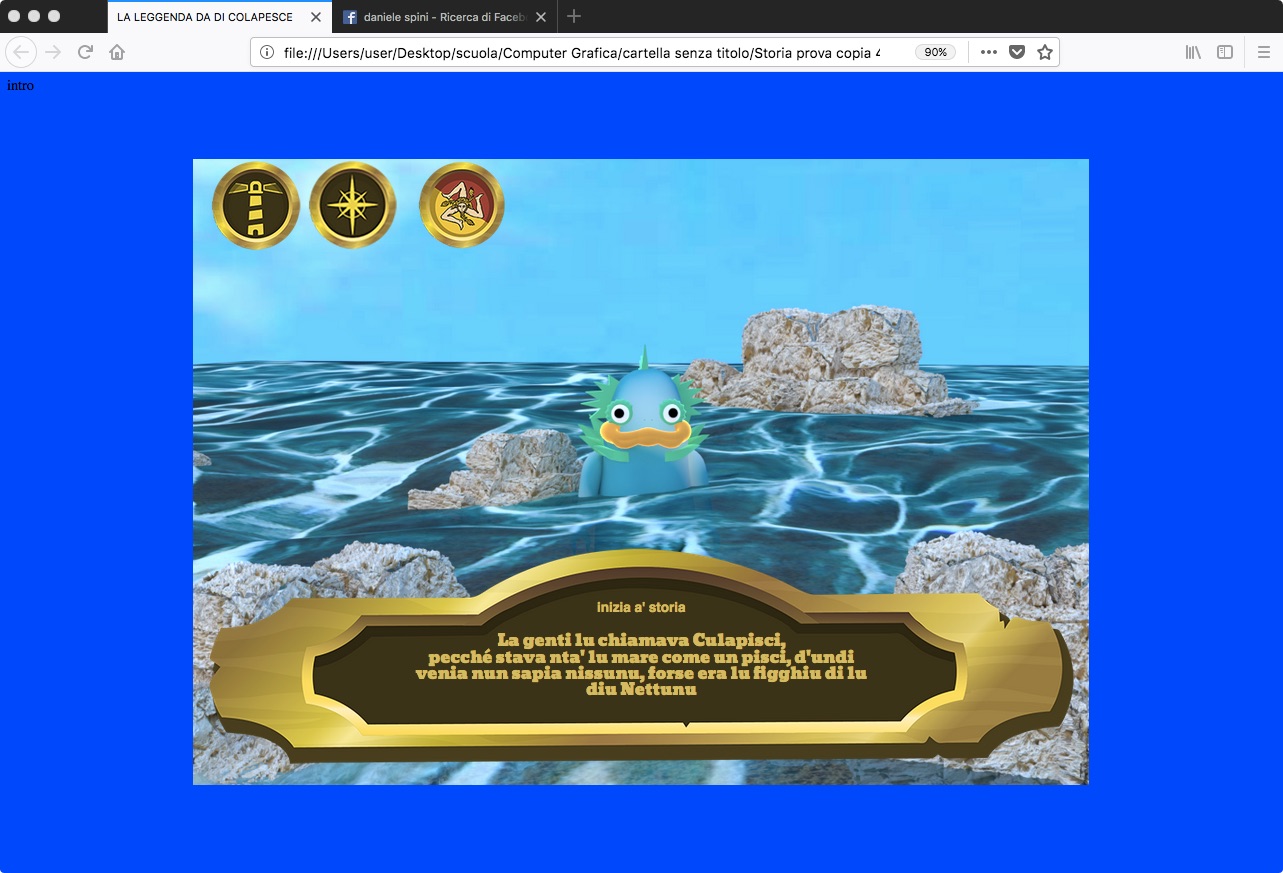 LA LEGGENDA DA DI COLAPESCE
daniele spini - Ricerca di Faceb
file:///Users/user/Desktop/scuola/Computer Grafica/cartella senza titolo/Storia prova copia 4
90%
intro
inizia a' storia
La genti lu chiamava Culapisci,
pecché stava nta' lu mare come un pisci, d'undi
venia nun sapia nissunu, forse era lu figghiu di lu
diu Nettunu